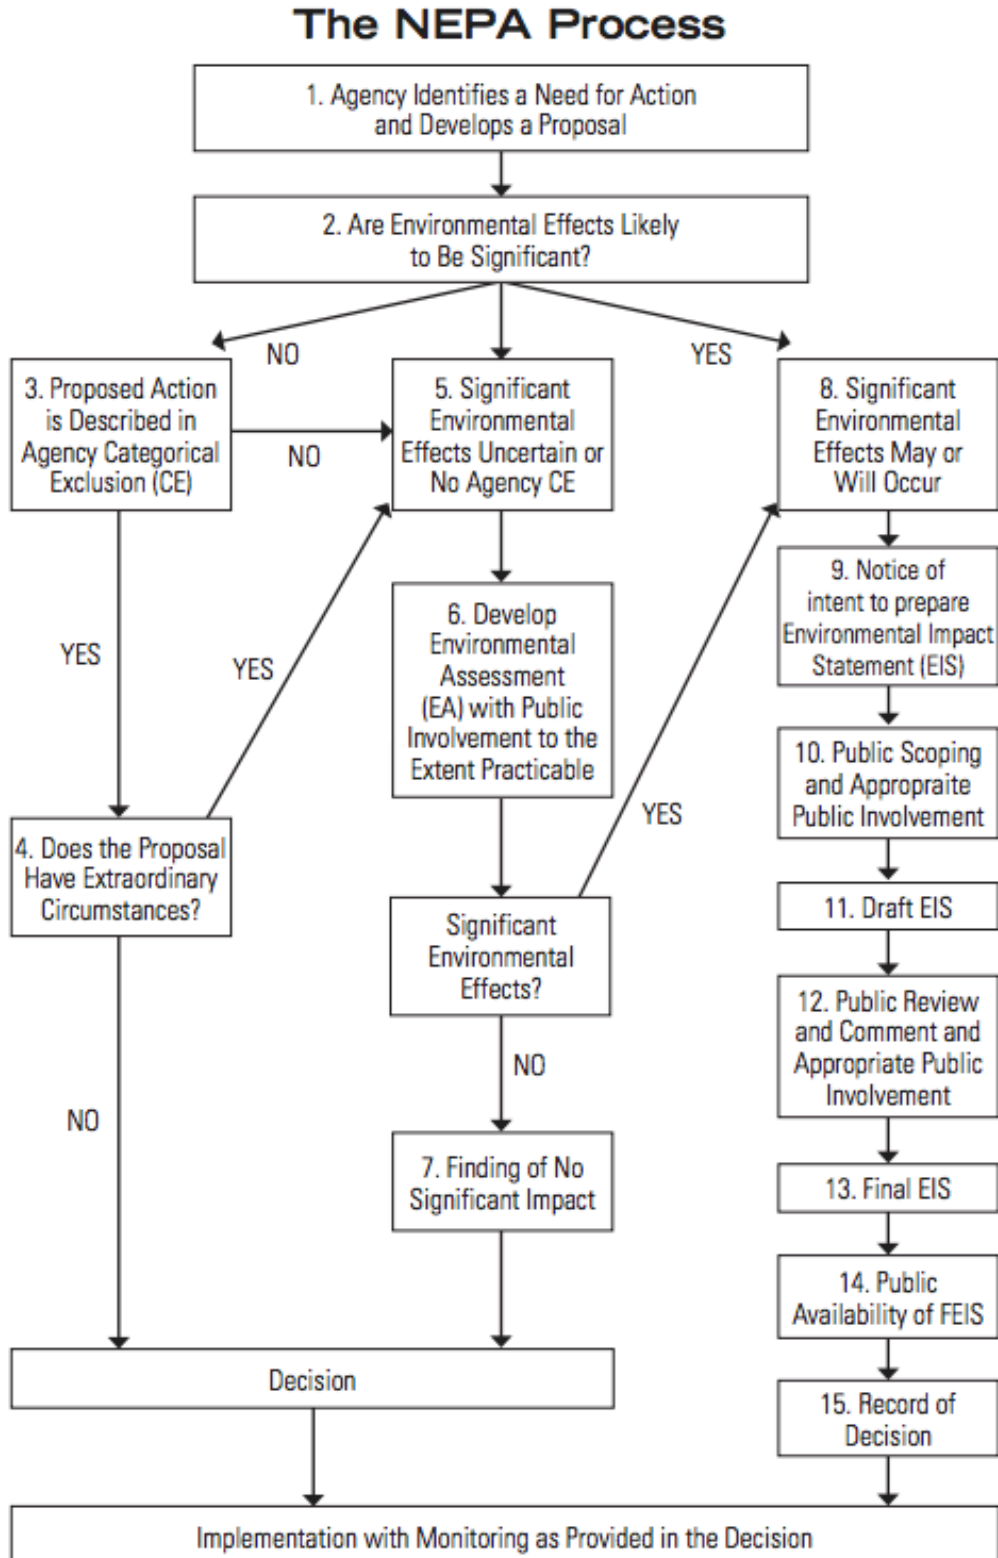 The NEPA Process
1. Agency Identifies a Need for Action
and Develops a Proposal
2. Are Environmental Effects Likely
to Be Significant?
NO
YES
3. Proposed Action
is Described in
Agency Categorical
Exclusion (CE)
NO
5. Significant
Environmental
Effects Uncertain or
No Agency CE
8. Significant
Environmental
Effects May or
Will Occur
YES
YES
6. Develop
Environmental
Assessment
(EA) with Public
Involvement to the
Extent Practicable
9. Notice of
intent to prepare
Environmental Impact
Statement (EIS)
10. Public Scoping
and Appropraite
Public Involvement
4. Does the Proposal
Have Extraordinary
Circumstances?
YES
Significant
Environmental
Effects?
11. Draft EIS
12. Public Review
and Comment and
Appropriate Public
Involvement
NO
NO
7. Finding of No
Significant Impact
13. Final EIS
14. Public
Availability of FEIS
Decision
15. Record of
Decision
Implementation with Monitoring as Provided in the Decision